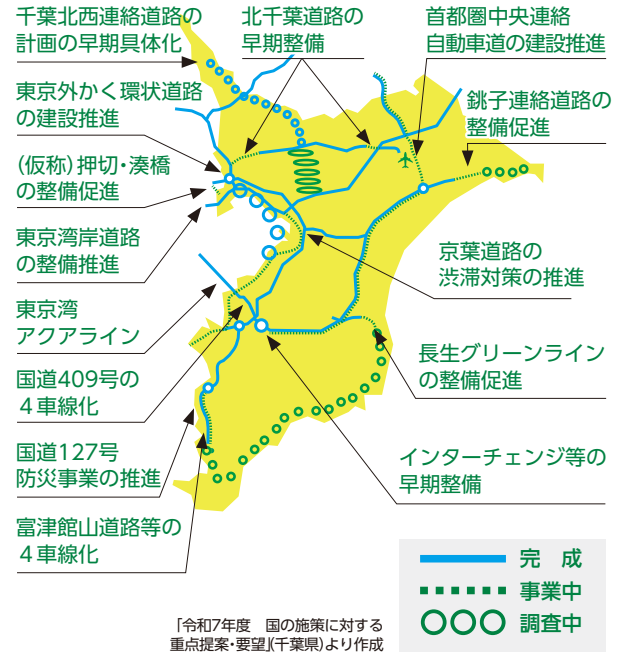 千葉北西連絡道路の
計画の早期具体化
北千葉道路の
早期整備
首都圏中央連絡
自動車道の建設推進
東京外かく環状道路
の建設推進
銚子連絡道路の
整備促進
(仮称)押切・湊橋
の整備促進
東京湾岸道路
の整備推進
京葉道路の
渋滞対策の推進
東京湾
アクアライン
長生グリーンライン
の整備促進
国道409号の
4車線化
国道127号
防災事業の推進
インターチェンジ等の
早期整備
富津館山道路等の
4車線化
完 成
事業中
調査中
「令和7年度 国の施策に対する
重点提案・要望」(千葉県)より作成